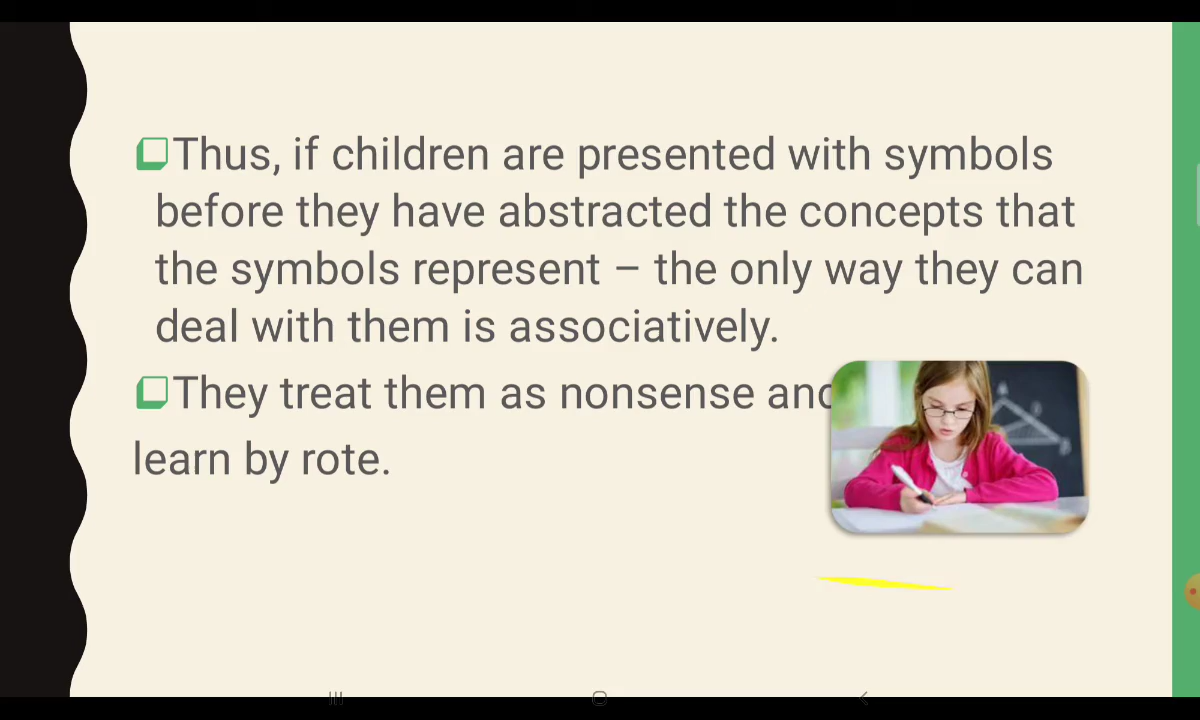 Thus, if children are presented with symbols
before they have abstracted the concepts that
the symbols represent – the only way they can
deal with them is associatively.
They treat them as nonsense and
learn by rote.